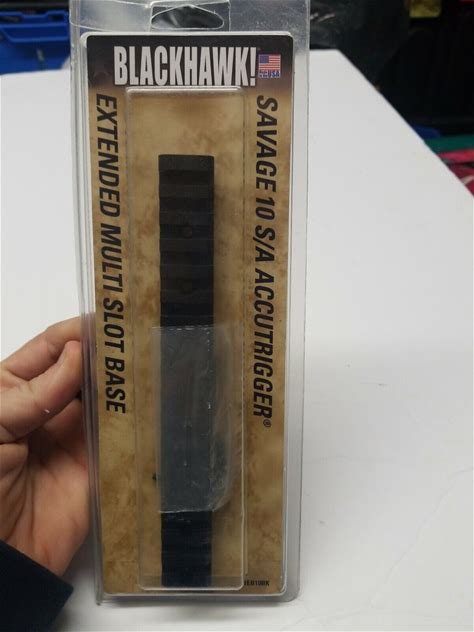 BLACKHAWK!
USA
EXTENDED MULTI SLOT BASE
SAVAGE 10 S/A ACCUTRIGGER®